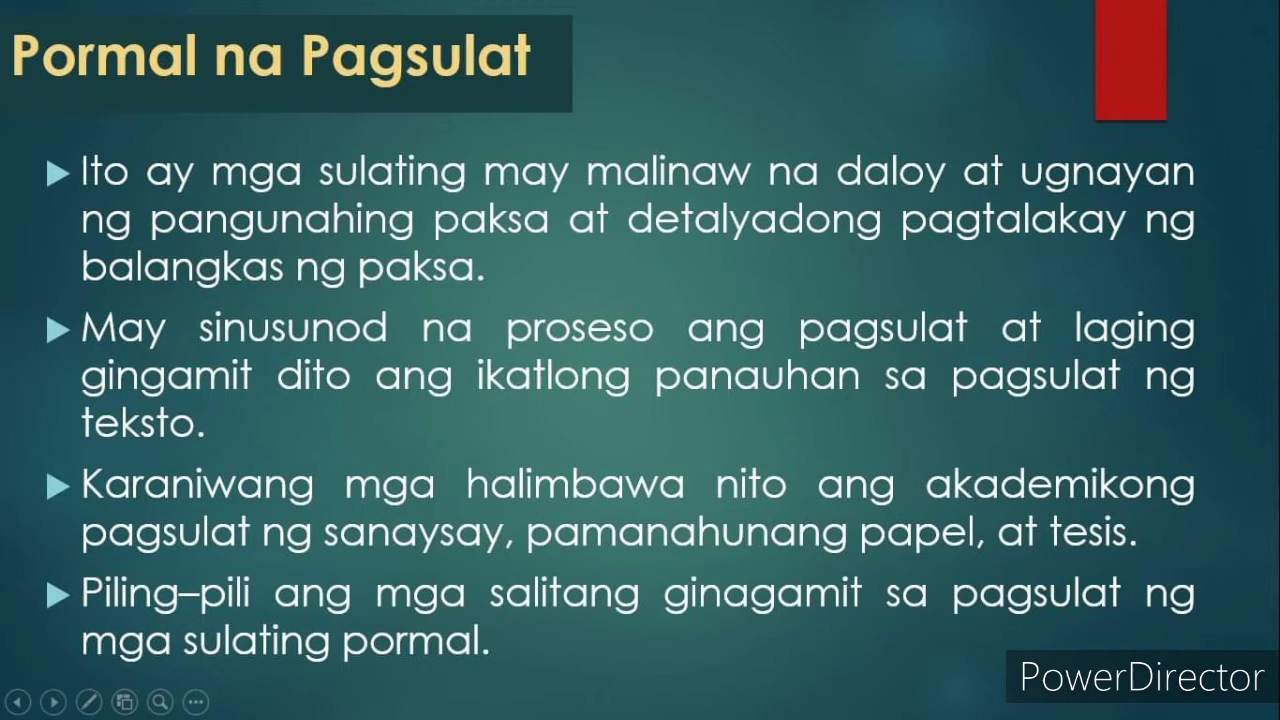 Pormal na Pagsulat
Ito ay mga sulating may malinaw na daloy at ugnayan
ng pangunahing paksa at detalyadong pagtalakay ng
balangkas ng paksa.
May sinusunod na proseso ang pagsulat at laging
gingamit dito ang ikatlong panauhan sa pagsulat ng
teksto.
Karaniwang mga halimbawa nito ang akademikong
pagsulat ng sanaysay, pamanahunang papel, at tesis.
Piling–pili ang mga salitang ginagamit sa pagsulat ng
mga sulating pormal.
PowerDirector